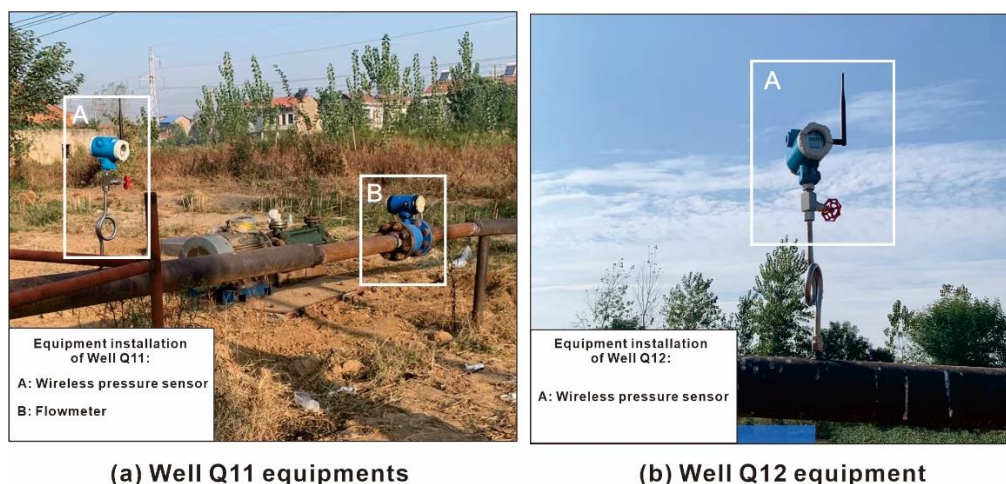 A
B
Equipment installation
of Well Q11:
A: Wireless pressure sensor
B: Flowmeter
A
Equipment installation
of Well Q12:
A: Wireless pressure sensor
(a) Well Q11 equipments
(b) Well Q12 equipment